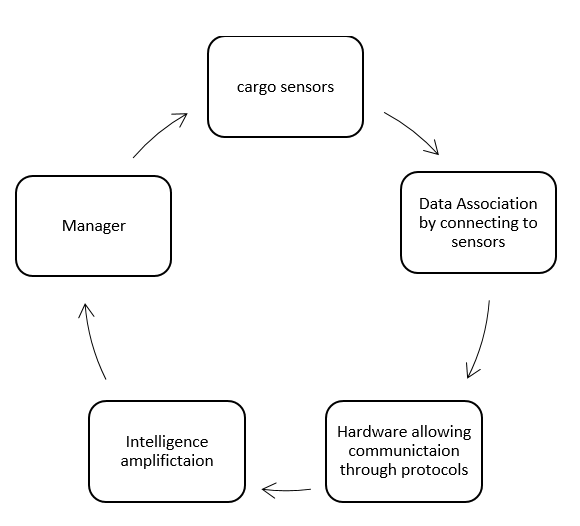 cargo sensors
Data Association
by connecting to
sensors
Manager
Hardware allowing
communictaion
through protocols
Intelligence
amplifictaion